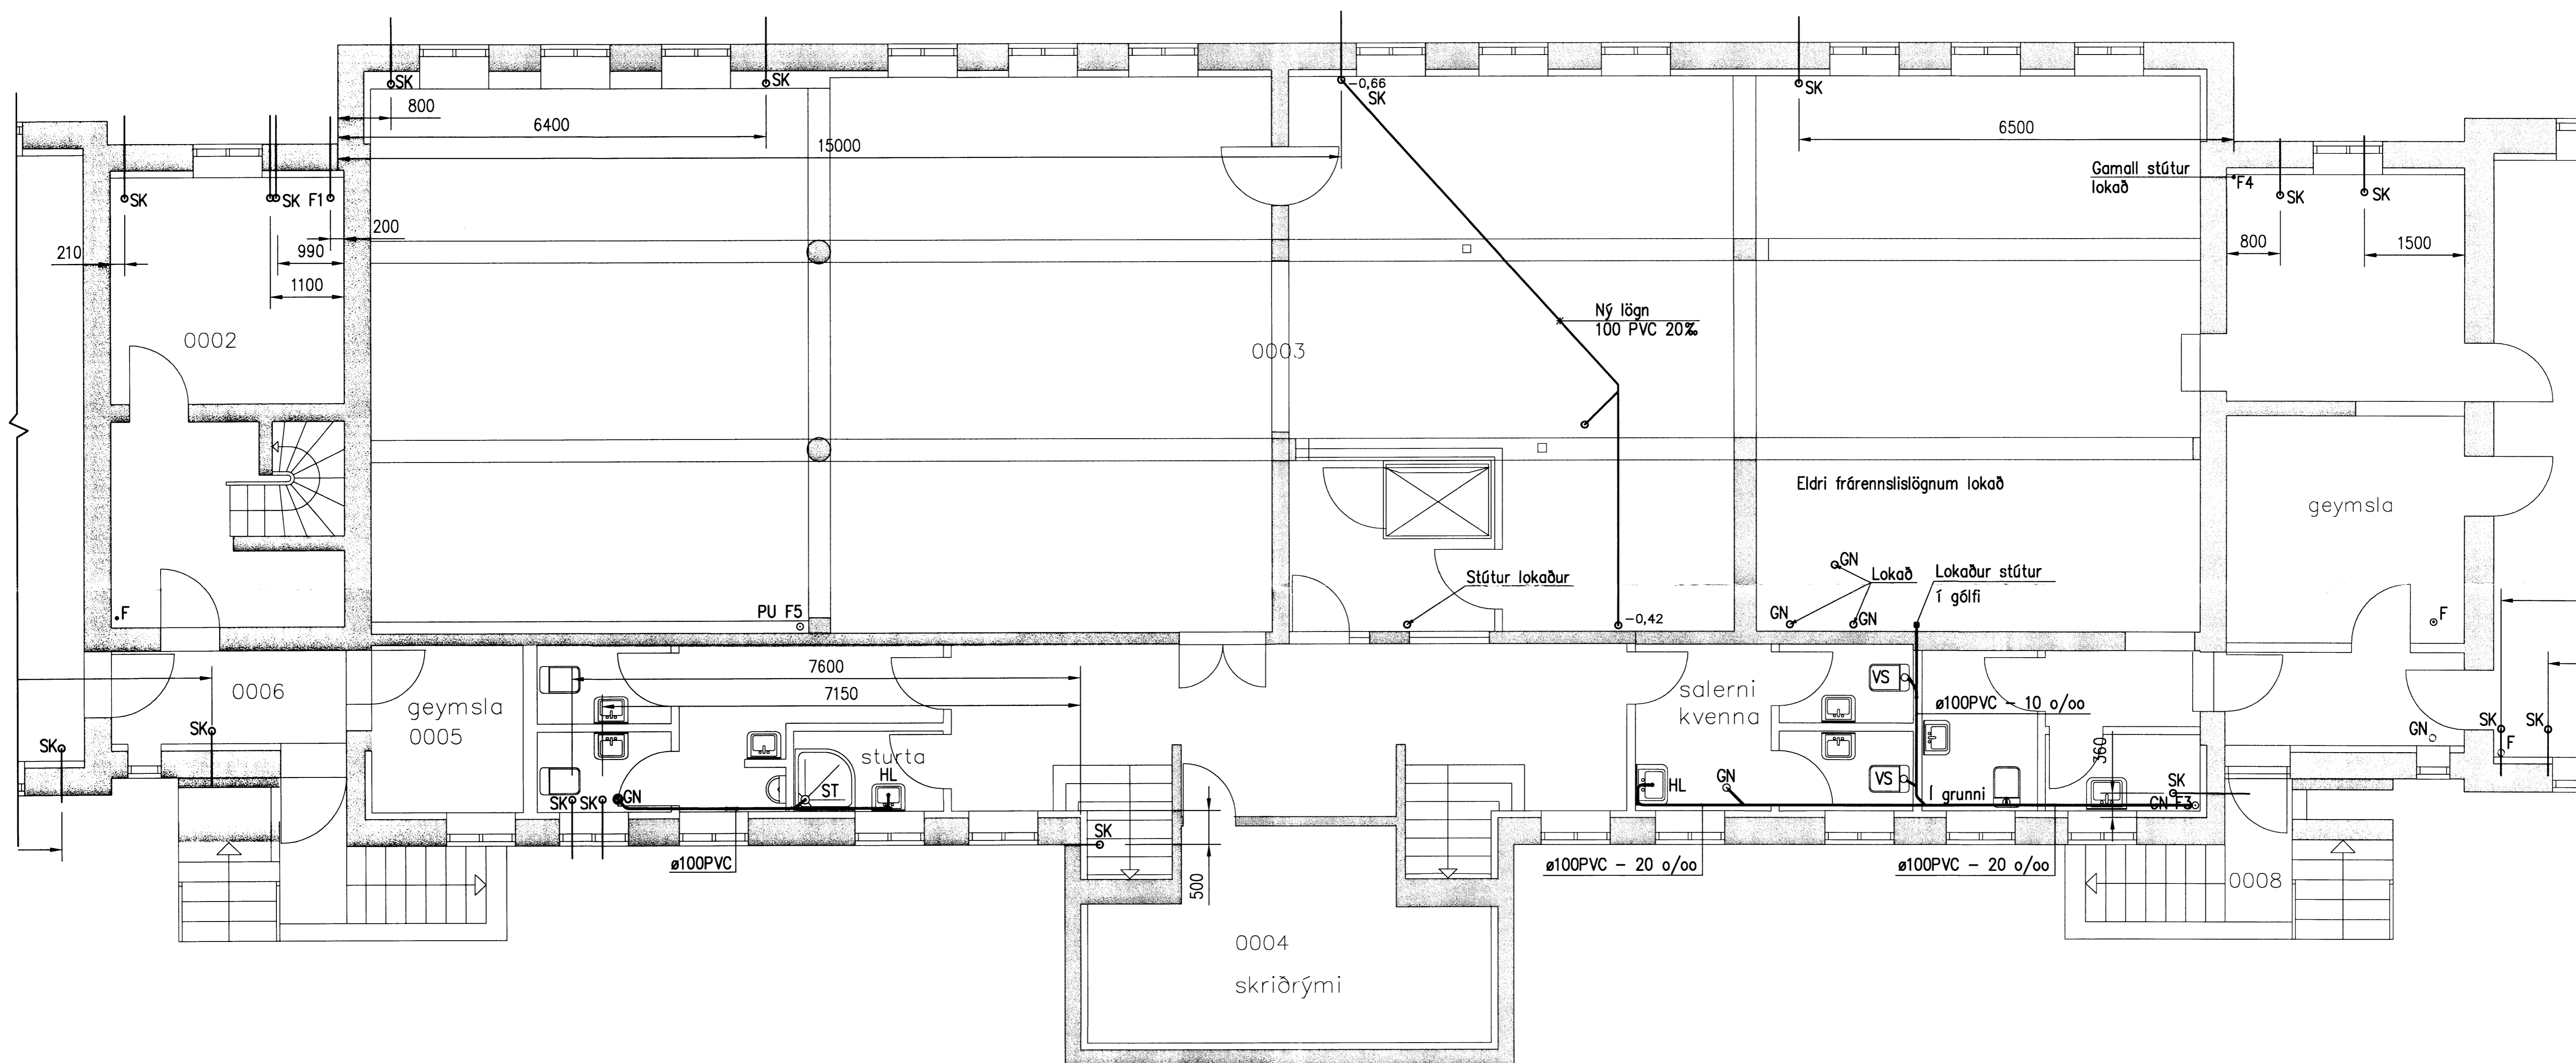 SK
SK
-0,66
SK
SK
800
6400
6500
15000
Gamall stútur
lokað
F4
SK
SK
SK
SK
F1
200
210
990
800
1500
1100
Ný lögn
100 PVC 20‰
0002
0003
Eldri frárennslislögnum lokað
geymsla
GN
Stútur lokaður
Lokað
Lokaður stútur
í gólfi
F
PU F5
-0,42
GN
GN
F
7600
0006
7150
geymsla
0005
salerni
kvenna
VS
ø100PVC - 10 o/oo
SK
SK
sturta
HL
ST
SK
SK
GN
SK
HL
GN
VS
í grunni
360
SK
GN F3
GN
SK
SK
F
ø100PVC
500
ø100PVC - 20 o/oo
ø100PVC - 20 o/oo
0008
0004
skriðrými